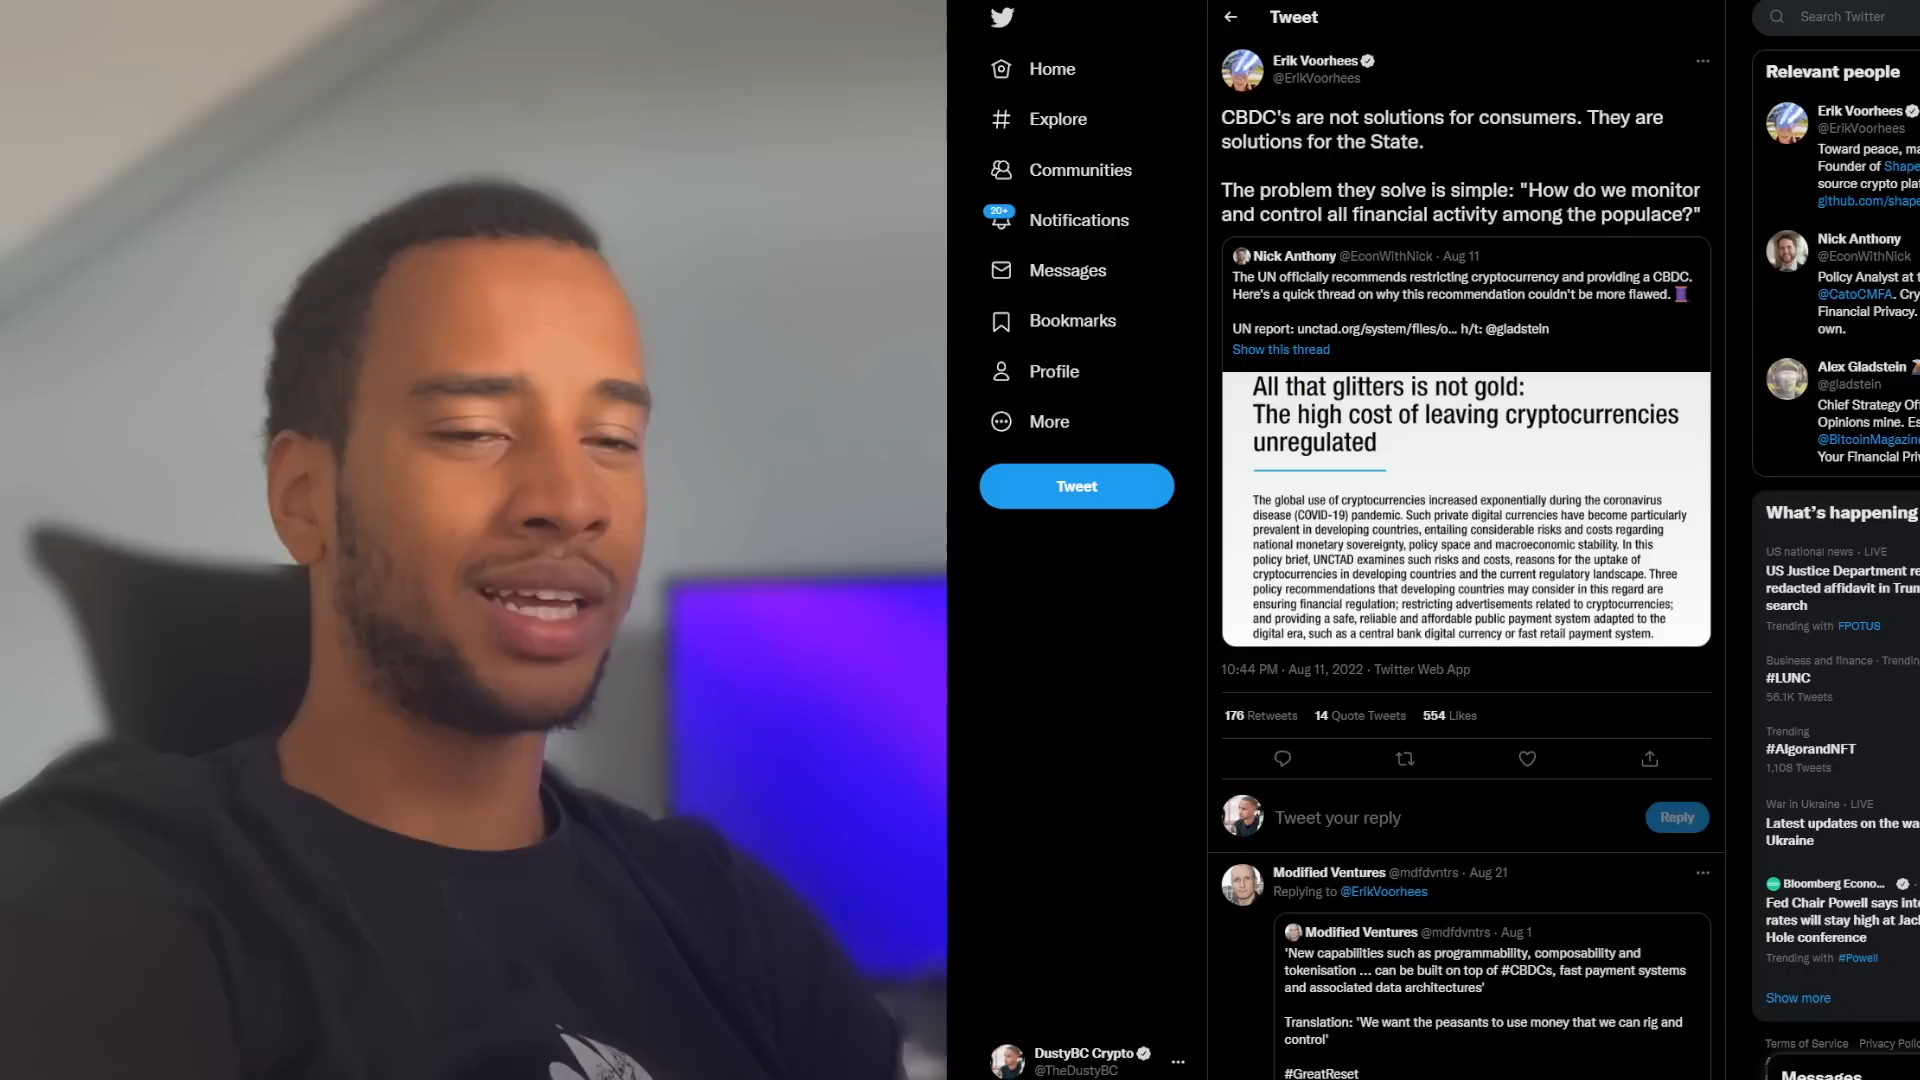 Home
Explore
Communities
20+
Notifications
Messages
Bookmarks
Profile
More
Tweet
DustyBC Crypto
@TheDustyBC
Tweet
Erik Voorhees
@ErikVoorhees
CBDC's are not solutions for consumers. They are
solutions for the State.
The problem they solve is simple: "How do we monitor
and control all financial activity among the populace?"
Nick Anthony @EconWithNick · Aug 11
The UN officially recommends restricting cryptocurrency and providing a CBDC.
Here's a quick thread on why this recommendation couldn't be more flawed.
UN report: unctad.org/system/files/o... h/t: @gladstein
Show this thread
All that glitters is not gold:
The high cost of leaving cryptocurrencies
unregulated
The global use of cryptocurrencies increased exponentially during the coronavirus
disease (COVID-19) pandemic. Such private digital currencies have become particularly
prevalent in developing countries, entailing considerable risks and costs regarding
national monetary sovereignty, policy space and macroeconomic stability. In this
policy brief, UNCTAD examines such risks and costs, reasons for the uptake of
cryptocurrencies in developing countries and the current regulatory landscape. Three
policy recommendations that developing countries may consider in this regard are
ensuring financial regulation; restricting advertisements related to cryptocurrencies;
and providing a safe, reliable and affordable public payment system adapted to the
digital era, such as a central bank digital currency or fast retail payment system.
10:44 PM · Aug 11, 2022 · Twitter Web App
176 Retweets 14 Quote Tweets 554 Likes
Tweet your reply
Reply
Modified Ventures @mdfdvntrs · Aug 21
Replying to @ErikVoorhees
Modified Ventures @mdfdvntrs · Aug 1
'New capabilities such as programmability, composability and
tokenisation ... can be built on top of #CBDCs, fast payment systems
and associated data architectures'
Translation: 'We want the peasants to use money that we can rig and
control'
#GreatReset
Search Twitter
Relevant people
Erik Voorhees
@ErikVoorhees
Toward peace, ma
Founder of Shape
source crypto plat
github.com/shape
Nick Anthony
@EconWithNick
Policy Analyst at t
@CatoCMFA. Cry
Financial Privacy.
own.
Alex Gladstein
@gladstein
Chief Strategy Of
Opinions mine. Es
@BitcoinMagazine
Your Financial Priv
What's happening
US national news · LIVE
US Justice Department re
redacted affidavit in Trum
search
Trending with FPOTUS
Business and finance · Trendin
#LUNC
56.1K Tweets
Trending
#AlgorandNFT
1,108 Tweets
War in Ukraine · LIVE
Latest updates on the wa
Ukraine
Bloomberg Econo...
Fed Chair Powell says inte
rates will stay high at Jac
Hole conference
Trending with #Powell
Show more
Terms of Service Privacy Polic
Messages